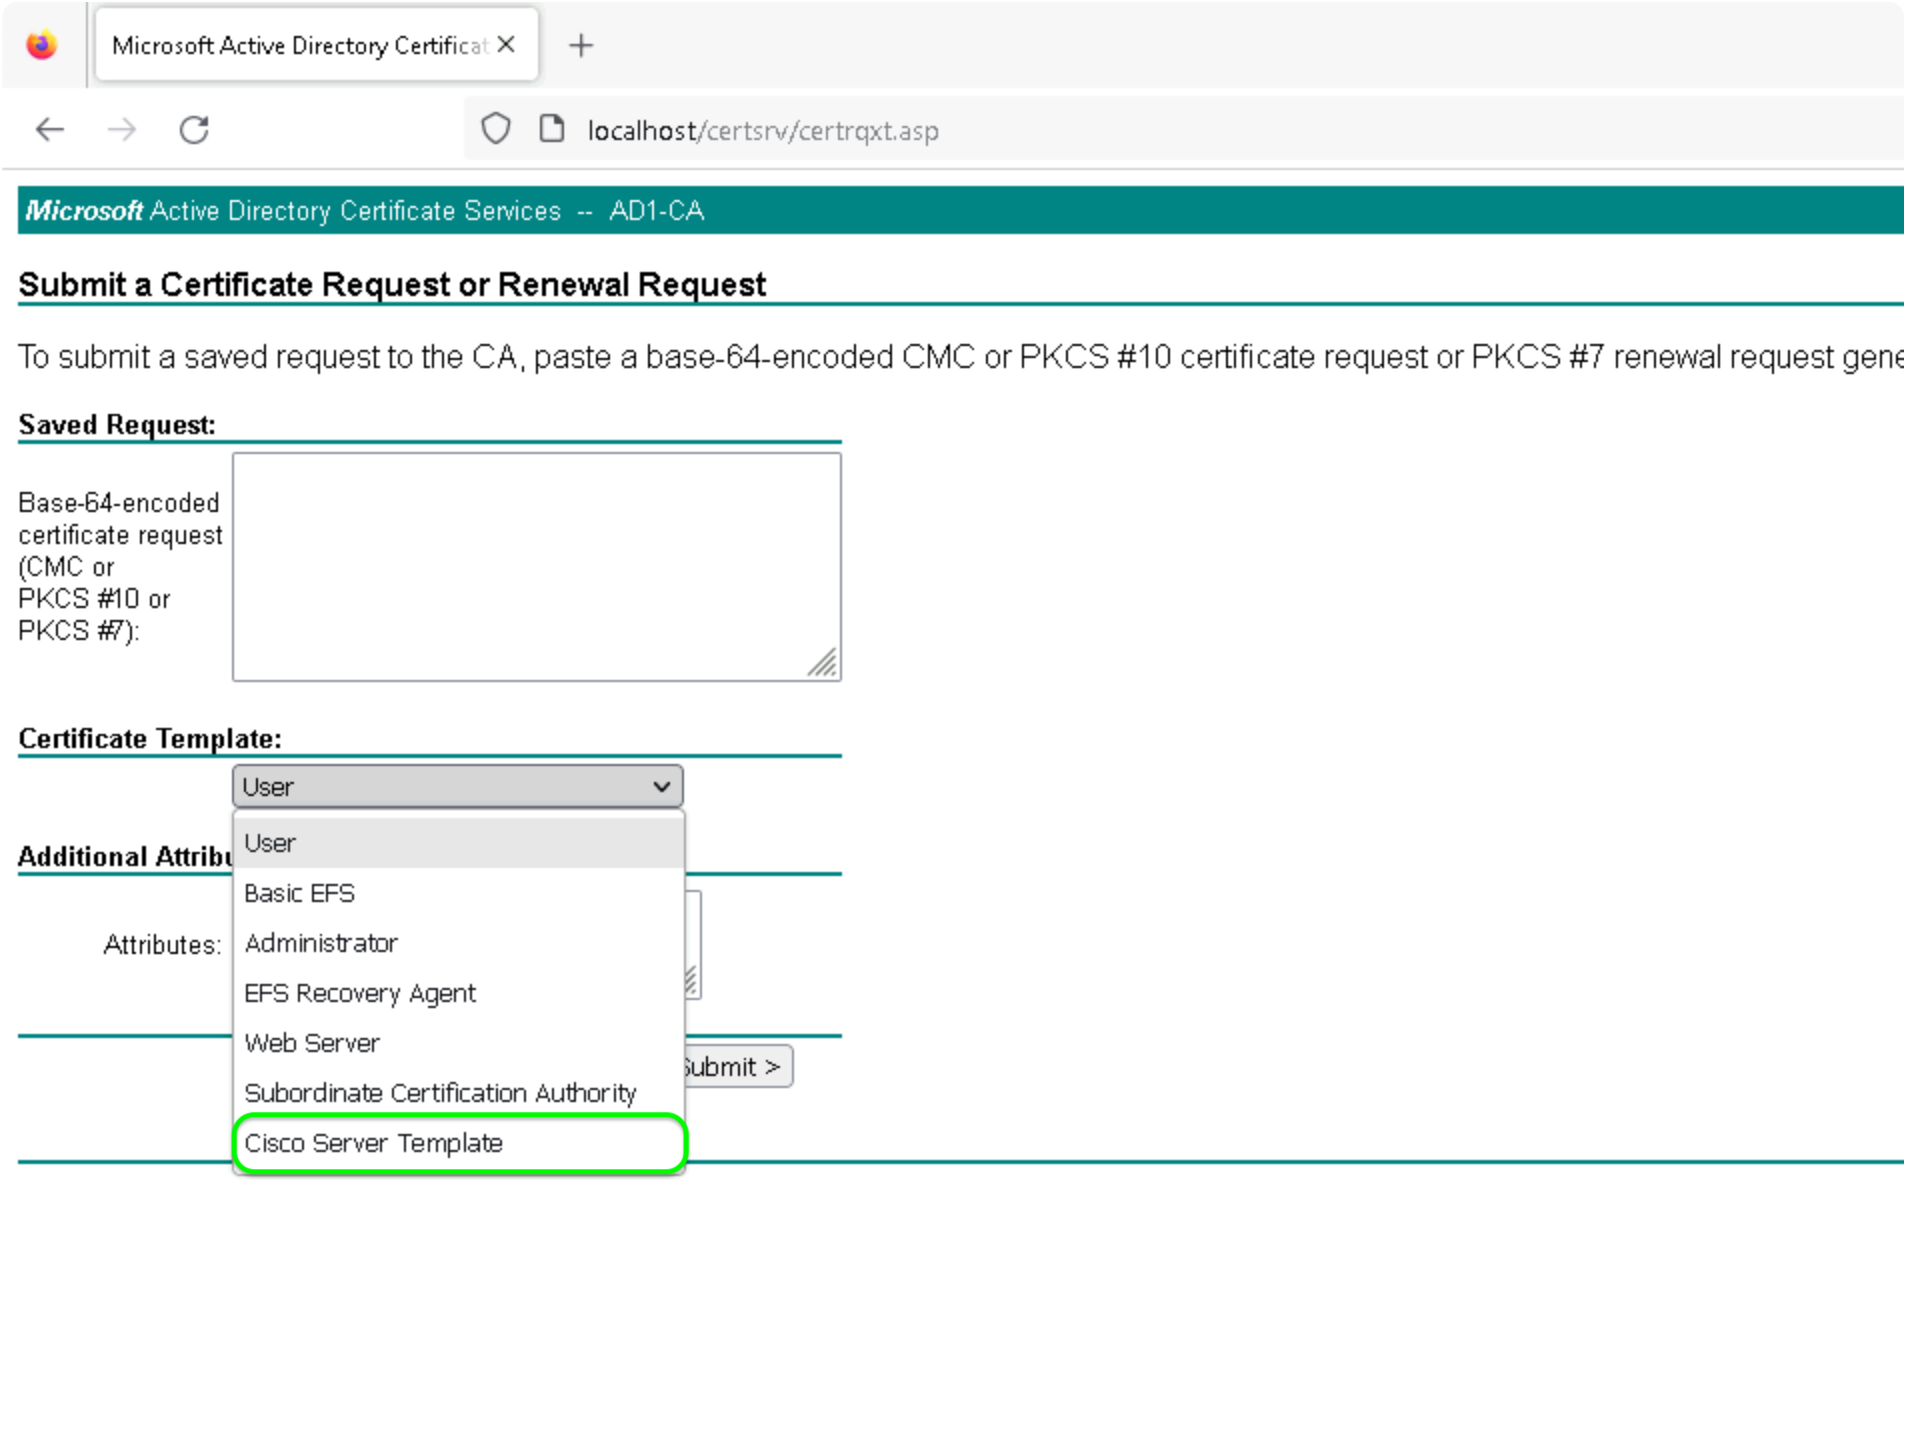 Microsoft Active Directory Certificat
localhost/certsrv/certrqxt.asp
Microsoft Active Directory Certificate Services -- AD1-CA
Submit a Certificate Request or Renewal Request
To submit a saved request to the CA, paste a base-64-encoded CMC or PKCS #10 certificate request or PKCS #7 renewal request gene
Saved Request:
Base-64-encoded
certificate request
(CMC or
PKCS #10 or
PKCS #7):
Certificate Template:
User
User
Additional Attribu
Basic EFS
Attributes:
Administrator
EFS Recovery Agent
Web Server
Submit >
Subordinate Certification Authority
Cisco Server Template